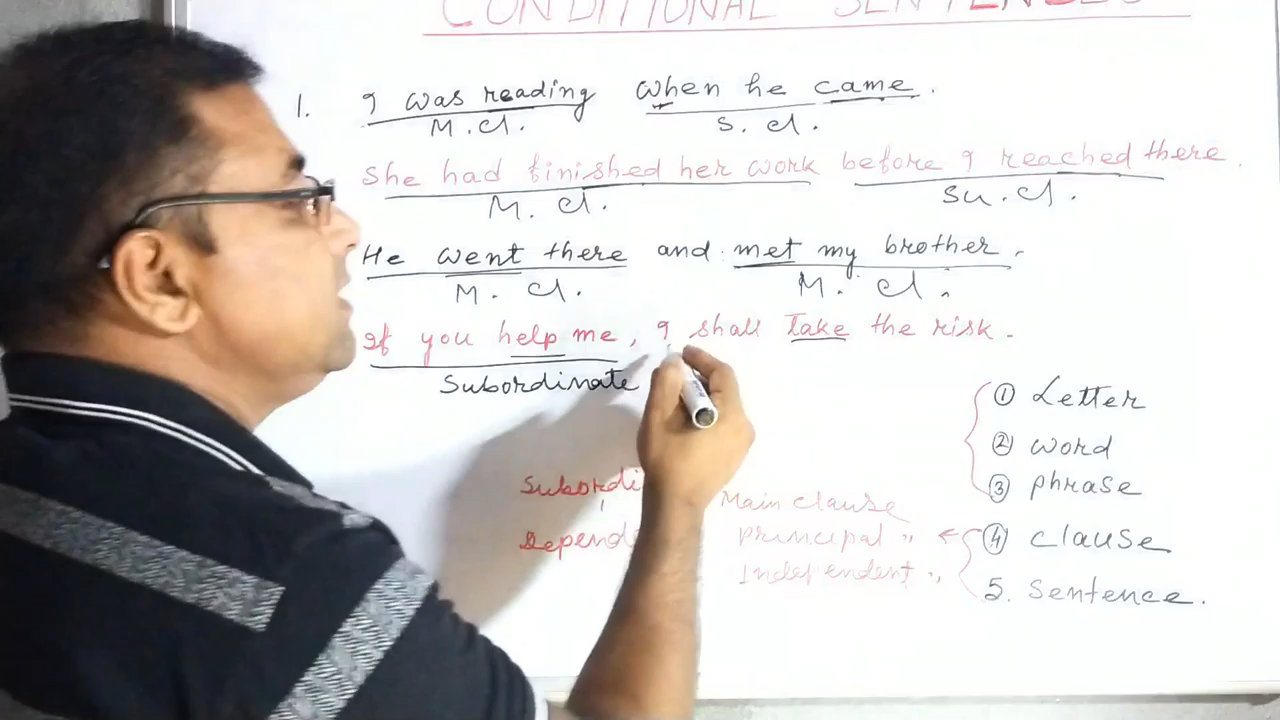 CONDITIONAL SENTENCES
1. I was reading when he came.
M.Cl. S.Cl.
She had finished her work before I reached there.
M. Cl. Su. Cl.
He went there and met my brother.
M. Cl. M. Cl.
If you help me, I shall take the risk.
Subordinate
① Letter
② word
③ phrase
Subordi Main clause
Dependi Principal „ ④ clause
Independent „ 5. Sentence.